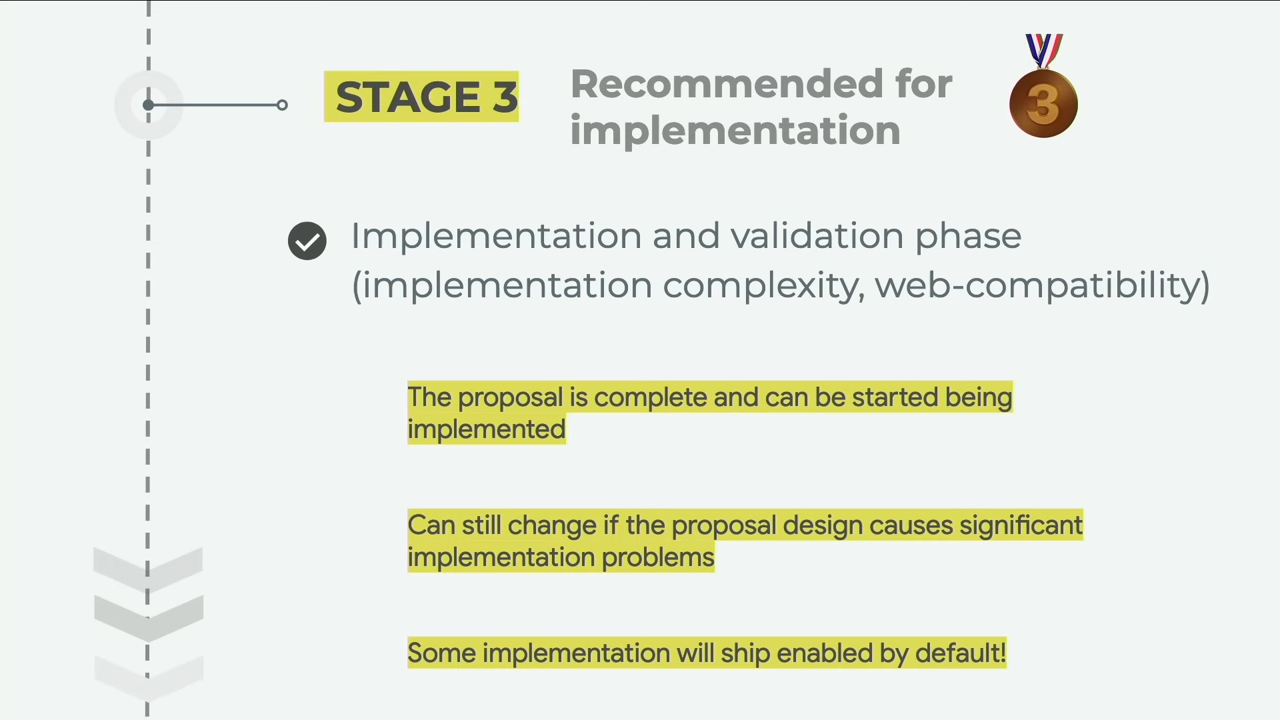 STAGE 3
Recommended for
implementation
3
Implementation and validation phase
(implementation complexity, web-compatibility)
The proposal is complete and can be started being
implemented
Can still change if the proposal design causes significant
implementation problems
Some implementation will ship enabled by default!